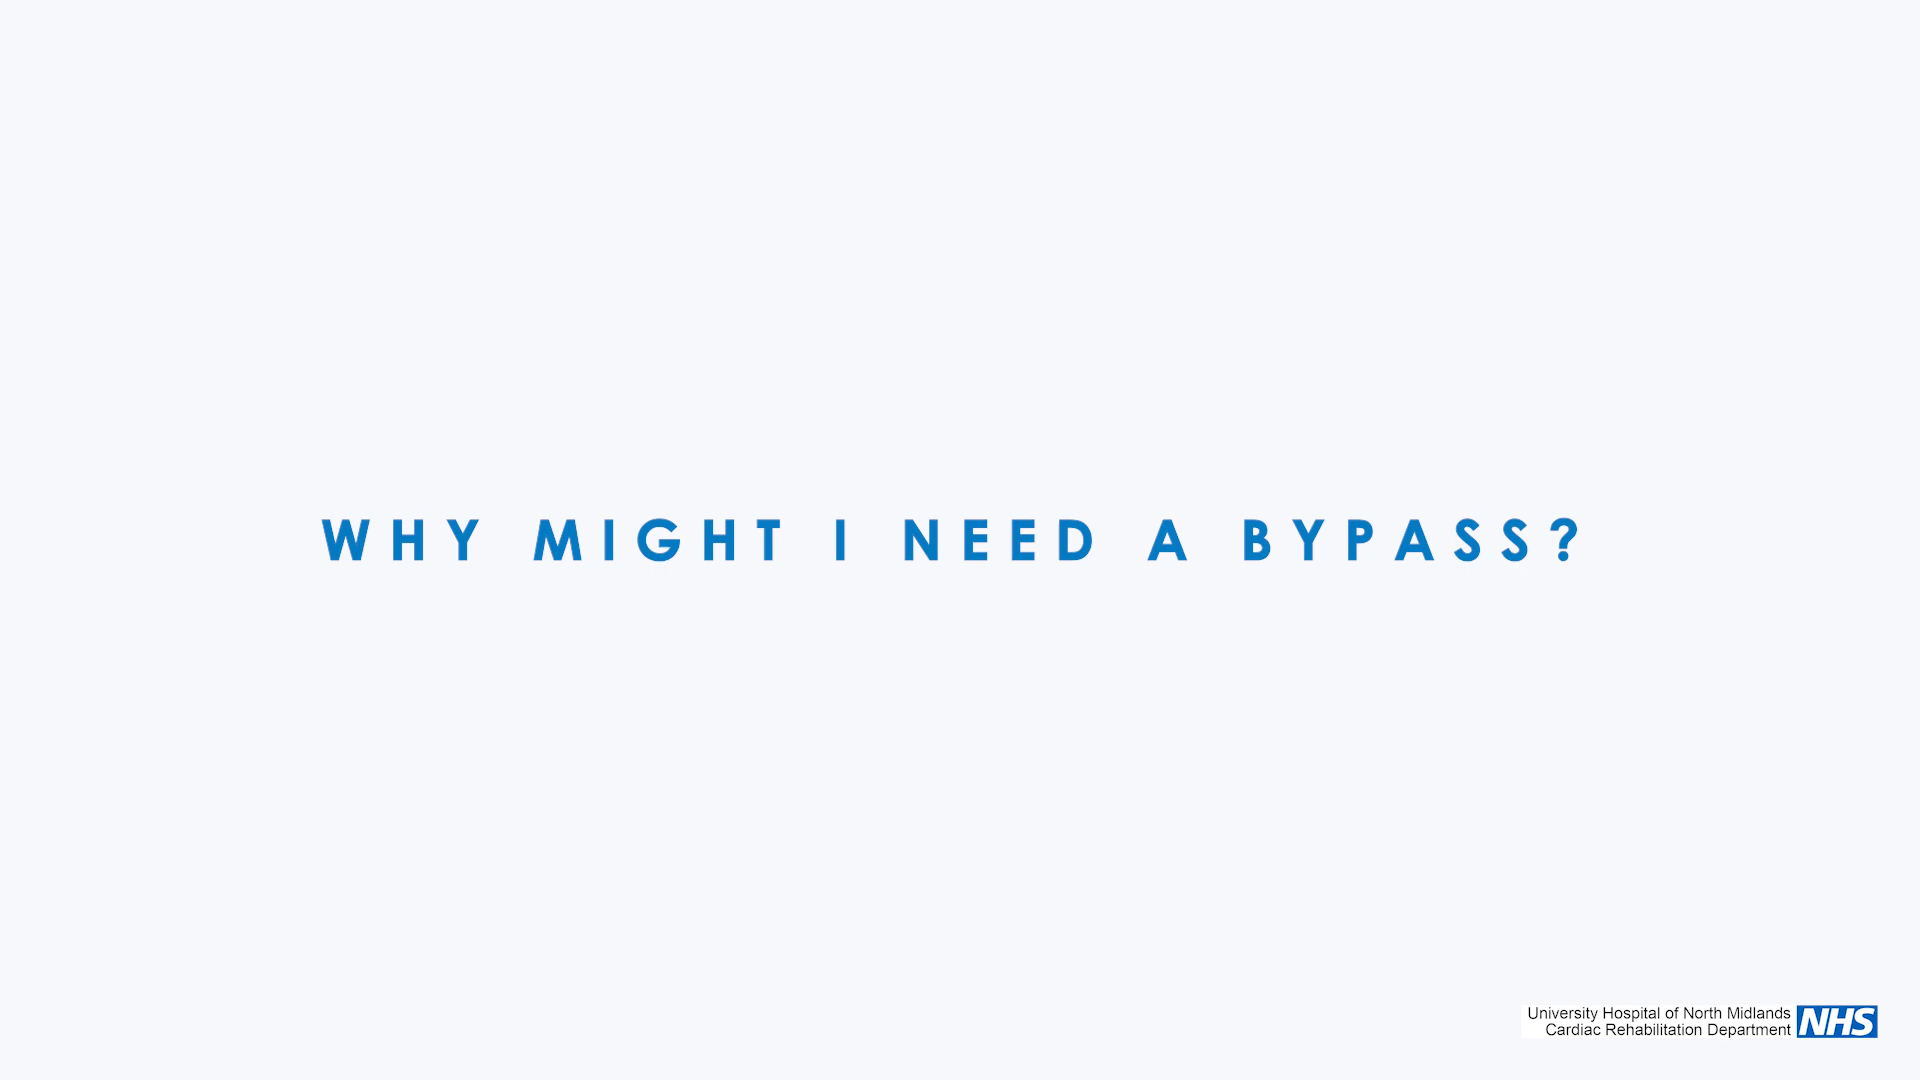 WHY MIGHT I NEED A BYPASS?
University Hospital of North Midlands
Cardiac Rehabilitation Department
NHS